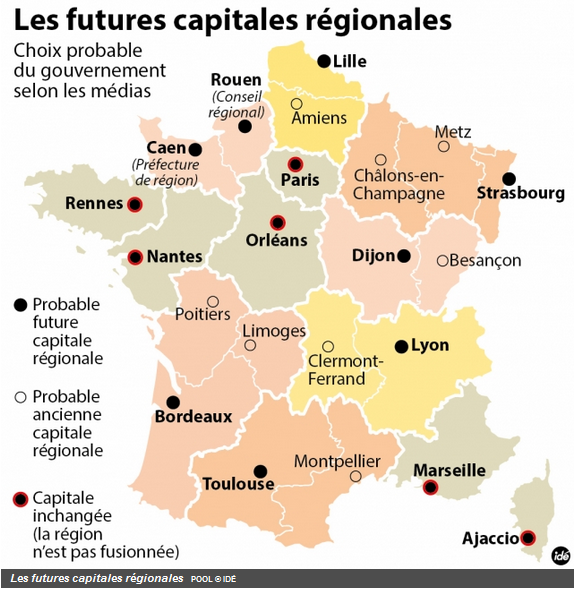 Les futures capitales régionales
Choix probable
du gouvernement
selon les médias
Lille
Rouen
(Conseil
régional)
Amiens
Caen
(Préfecture
de région)
Metz
Châlons-en-
Champagne
Paris
Strasbourg
Rennes
Orléans
Nantes
Dijon
Besançon
Probable
future
capitale
régionale
Poitiers
Limoges
Clermont-
Ferrand
Lyon
Probable
ancienne
capitale
régionale
Bordeaux
Montpellier
Toulouse
Marseille
Capitale
inchangée
(la région
n'est pas fusionnée)
Ajaccio
idé
Les futures capitales régionales POOL © IDÉ